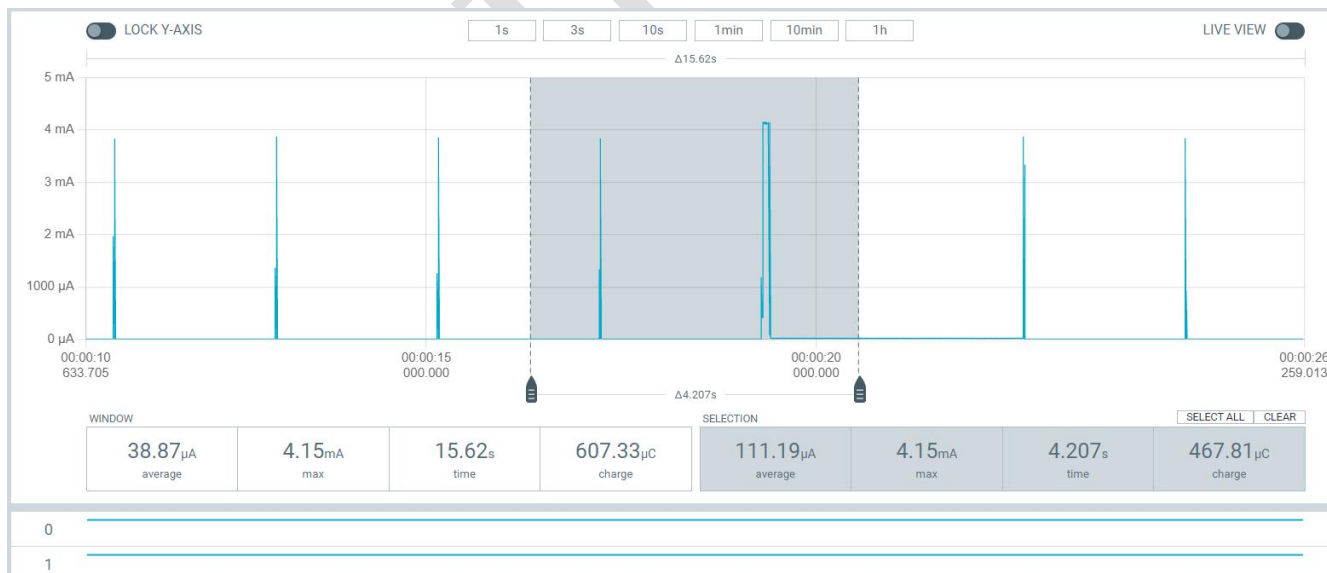 LOCK Y-AXIS
1s 3s 10s 1min 10min 1h
LIVE VIEW
Δ15.62s
5 mA
4 mA
3 mA
2 mA
1000 µA
0 µA
00:00:10
633.705
00:00:15
000.000
00:00:20
000.000
00:00:26
259.013
Δ4.207s
WINDOW
38.87µA
average
4.15mA
max
15.62s
time
607.33µC
charge
SELECTION
SELECT ALL CLEAR
111.19µA
average
4.15mA
max
4.207s
time
467.81µC
charge
0
1